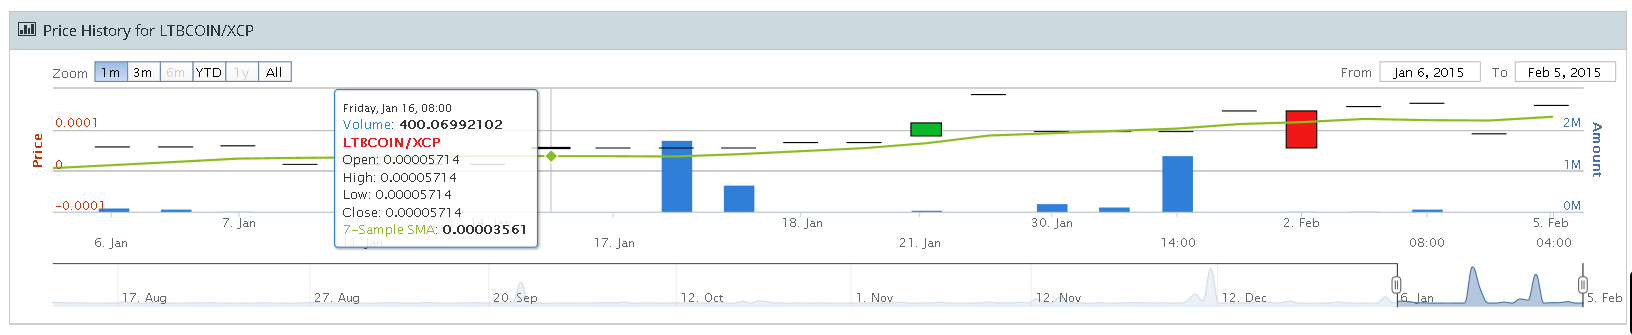 Price History for LTBCOIN/XCP
Zoom 1m 3m 6m YTD 1y All
From Jan 6, 2015 To Feb 5, 2015
Friday, Jan 16, 08:00
Volume: 400.06992102
LTBCOIN/XCP
Open: 0.00005714
High: 0.00005714
Low: 0.00005714
Close: 0.00005714
7-Sample SMA: 0.00003561
Price
0.0001
0
-0.0001
2M
1M
0M
Amount
7. Jan 14. Jan 18. Jan 30. Jan 2. Feb 5. Feb
6. Jan 11. Jan 17. Jan 21. Jan 14:00 08:00 04:00
17. Aug 27. Aug 20. Sep 12. Oct 1. Nov 12. Nov 12. Dec 6. Jan 5. Feb